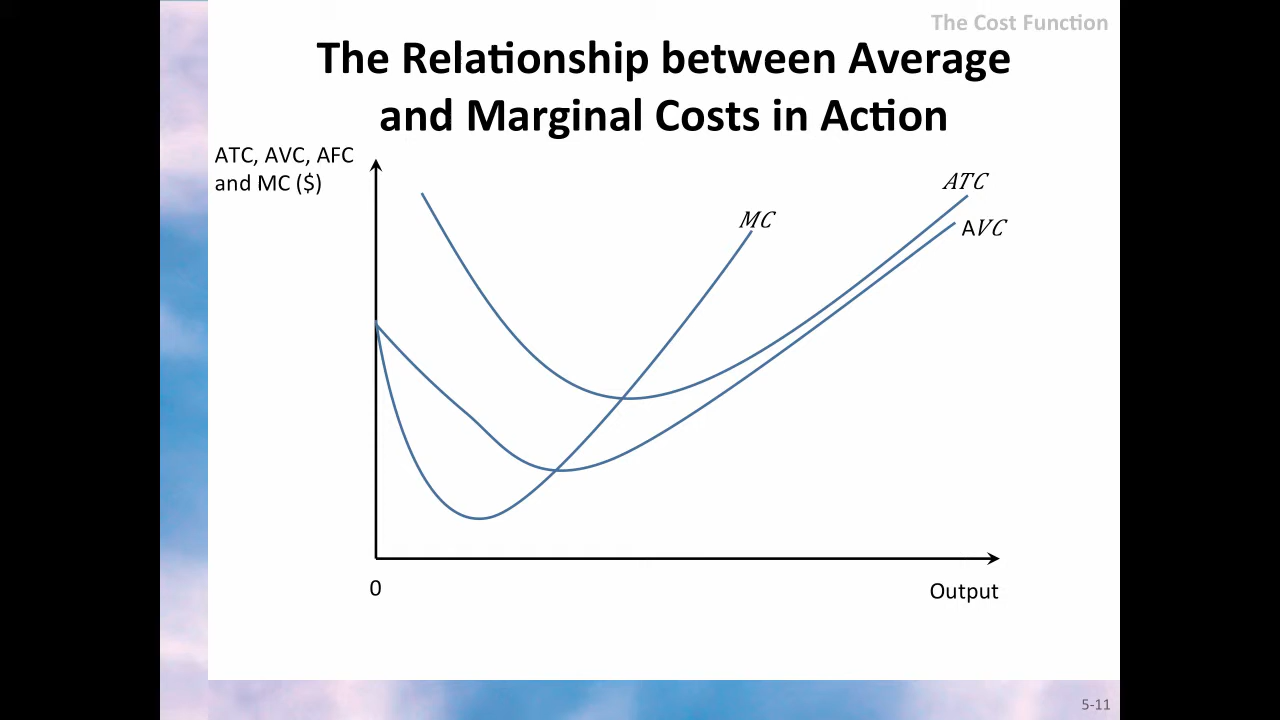 The Cost Function
The Relationship between Average
and Marginal Costs in Action
ATC, AVC, AFC
and MC ($)
ATC
MC
AVC
0
Output
5-11